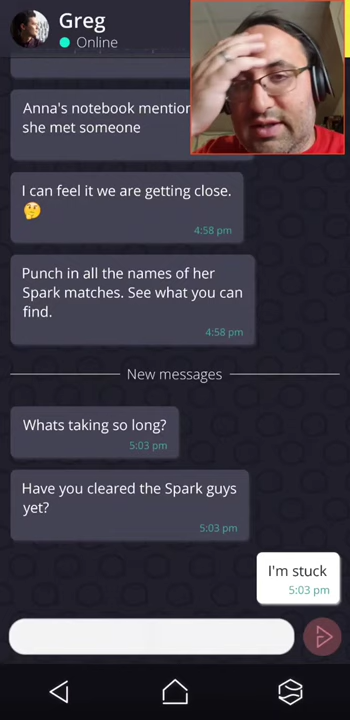 Greg
Online
Anna's notebook mention
she met someone
I can feel it we are getting close.
🤔
4:58 pm
Punch in all the names of her
Spark matches. See what you can
find.
4:58 pm
New messages
Whats taking so long?
5:03 pm
Have you cleared the Spark guys
yet?
5:03 pm
I'm stuck
5:03 pm